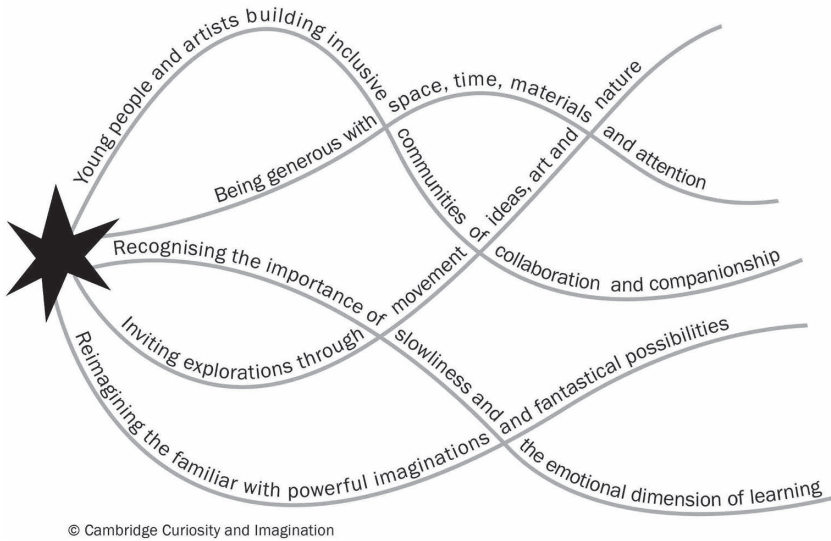 Young people and artists building inclusive communities of collaboration and companionship
Being generous with space, time, materials and attention
Recognising the importance of slowliness and the emotional dimension of learning
Inviting explorations through movement of ideas, art and nature
Reimagining the familiar with powerful imaginations and fantastical possibilities
© Cambridge Curiosity and Imagination